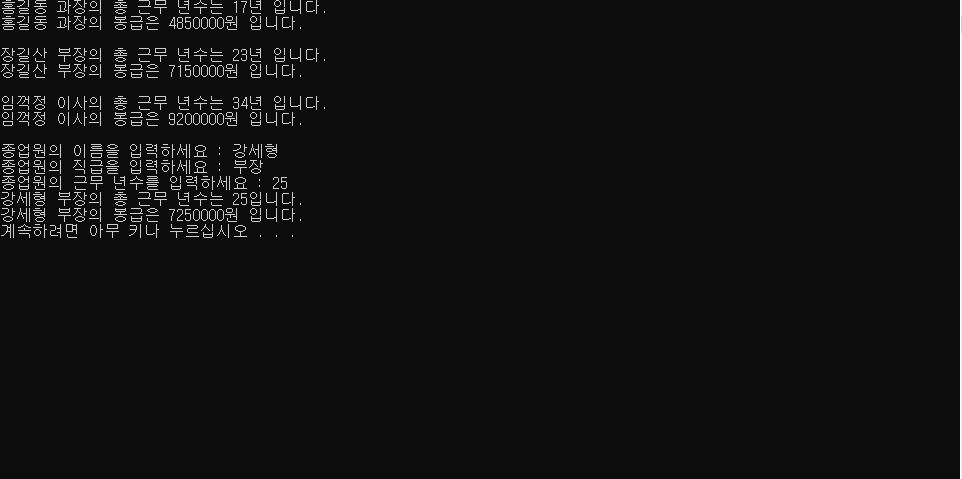 홍길동 과장의 총 근무 년수는 17년 입니다.
홍길동 과장의 봉급은 4850000원 입니다.
장길산 부장의 총 근무 년수는 23년 입니다.
장길산 부장의 봉급은 7150000원 입니다.
임꺽정 이사의 총 근무 년수는 34년 입니다.
임꺽정 이사의 봉급은 9200000원 입니다.
종업원의 이름을 입력하세요 : 강세형
종업원의 직급을 입력하세요 : 부장
종업원의 근무 년수를 입력하세요 : 25
강세형 부장의 총 근무 년수는 25입니다.
강세형 부장의 봉급은 7250000원 입니다.
계속하려면 아무 키나 누르십시오 . . .